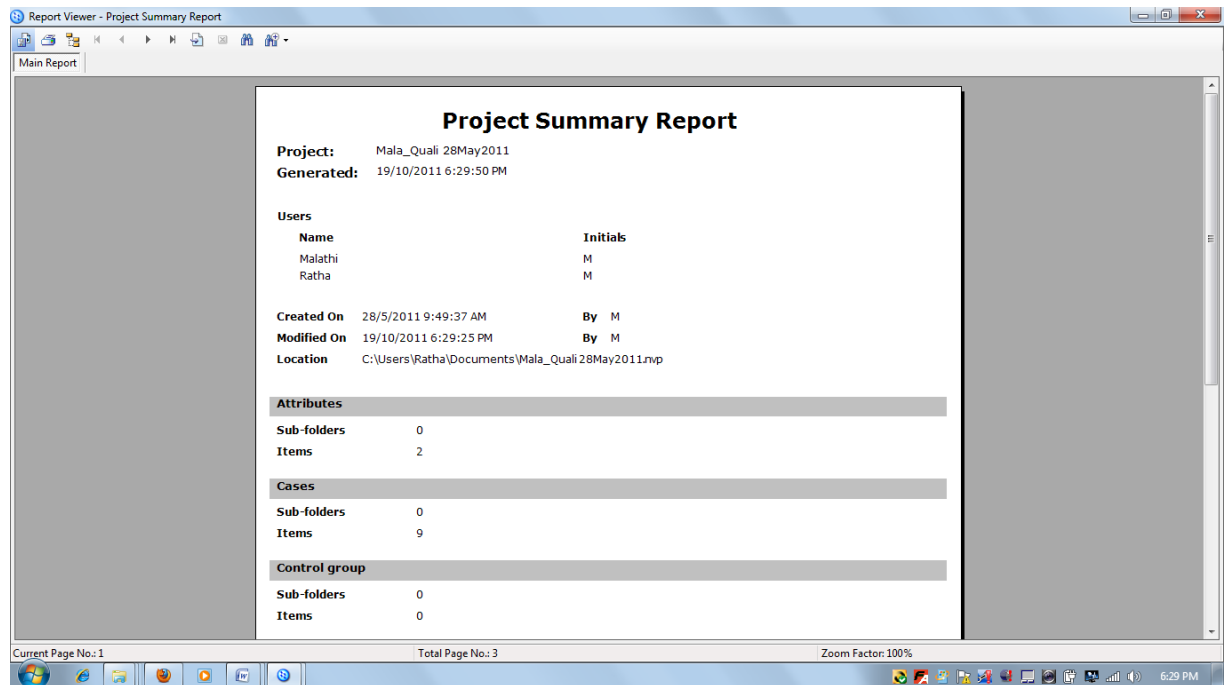 Report Viewer - Project Summary Report
Main Report
Project Summary Report
Project: Mala_Quali 28May2011
Generated: 19/10/2011 6:29:50 PM
Users
Name Initials
Malathi M
Ratha M
Created On 28/5/2011 9:49:37 AM By M
Modified On 19/10/2011 6:29:25 PM By M
Location C:\Users\Ratha\Documents\Mala_Quali 28May2011.nvp
Attributes
Sub-folders 0
Items 2
Cases
Sub-folders 0
Items 9
Control group
Sub-folders 0
Items 0
Current Page No.: 1 Total Page No.: 3 Zoom Factor: 100%
6:29 PM